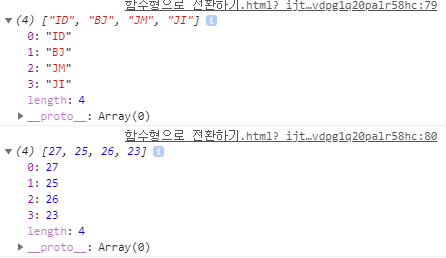 함수형으로 전환하기.html?_ijt…vdpg1q20palr58hc:79
(4) ["ID", "BJ", "JM", "JI"]
0: "ID"
1: "BJ"
2: "JM"
3: "JI"
length: 4
__proto__: Array(0)
함수형으로 전환하기.html?_ijt…vdpg1q20palr58hc:80
(4) [27, 25, 26, 23]
0: 27
1: 25
2: 26
3: 23
length: 4
__proto__: Array(0)